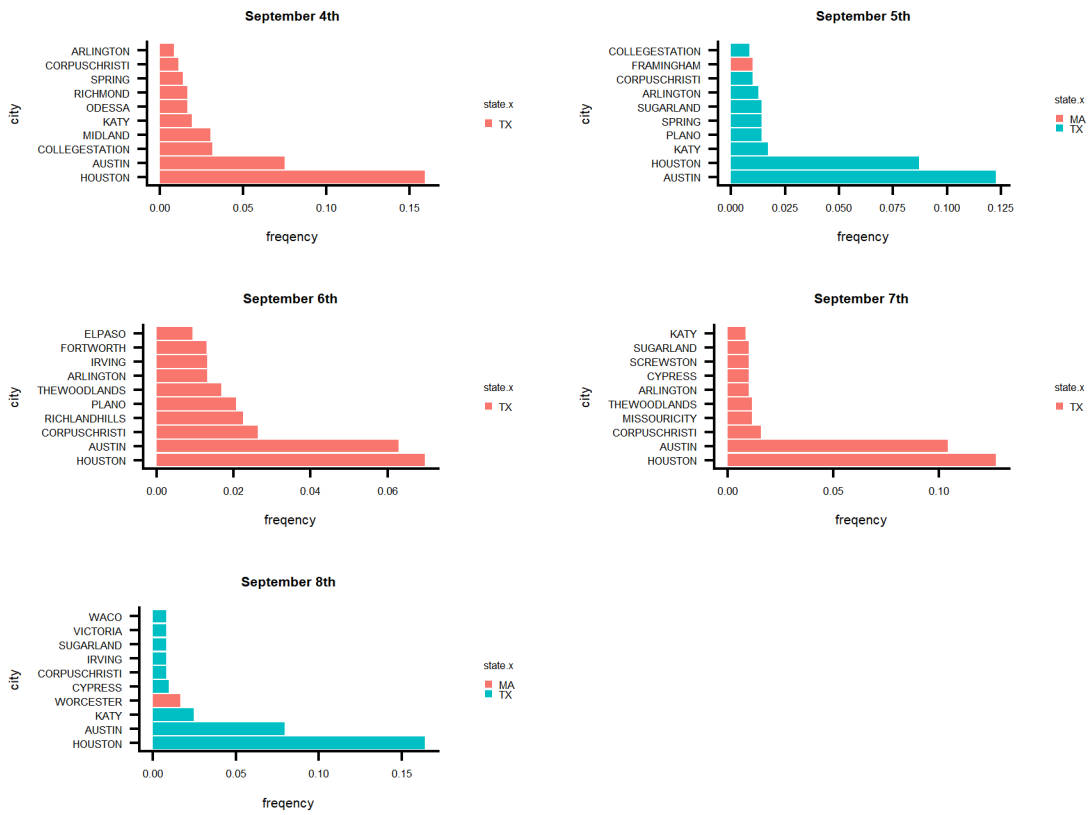 September 4th
city
ARLINGTON
CORPUSCHRISTI
SPRING
RICHMOND
ODESSA
KATY
MIDLAND
COLLEGESTATION
AUSTIN
HOUSTON
0.00 0.05 0.10 0.15
freqency
state.x
TX
September 5th
city
COLLEGESTATION
FRAMINGHAM
CORPUSCHRISTI
ARLINGTON
SUGARLAND
SPRING
PLANO
KATY
HOUSTON
AUSTIN
0.000 0.025 0.050 0.075 0.100 0.125
freqency
state.x
MA
TX
September 6th
city
ELPASO
FORTWORTH
IRVING
ARLINGTON
THEWOODLANDS
PLANO
RICHLANDHILLS
CORPUSCHRISTI
AUSTIN
HOUSTON
0.00 0.02 0.04 0.06
freqency
state.x
TX
September 7th
city
KATY
SUGARLAND
SCREWSTON
CYPRESS
ARLINGTON
THEWOODLANDS
MISSOURICITY
CORPUSCHRISTI
AUSTIN
HOUSTON
0.00 0.05 0.10
freqency
state.x
TX
September 8th
city
WACO
VICTORIA
SUGARLAND
IRVING
CORPUSCHRISTI
CYPRESS
WORCESTER
KATY
AUSTIN
HOUSTON
0.00 0.05 0.10 0.15
freqency
state.x
MA
TX